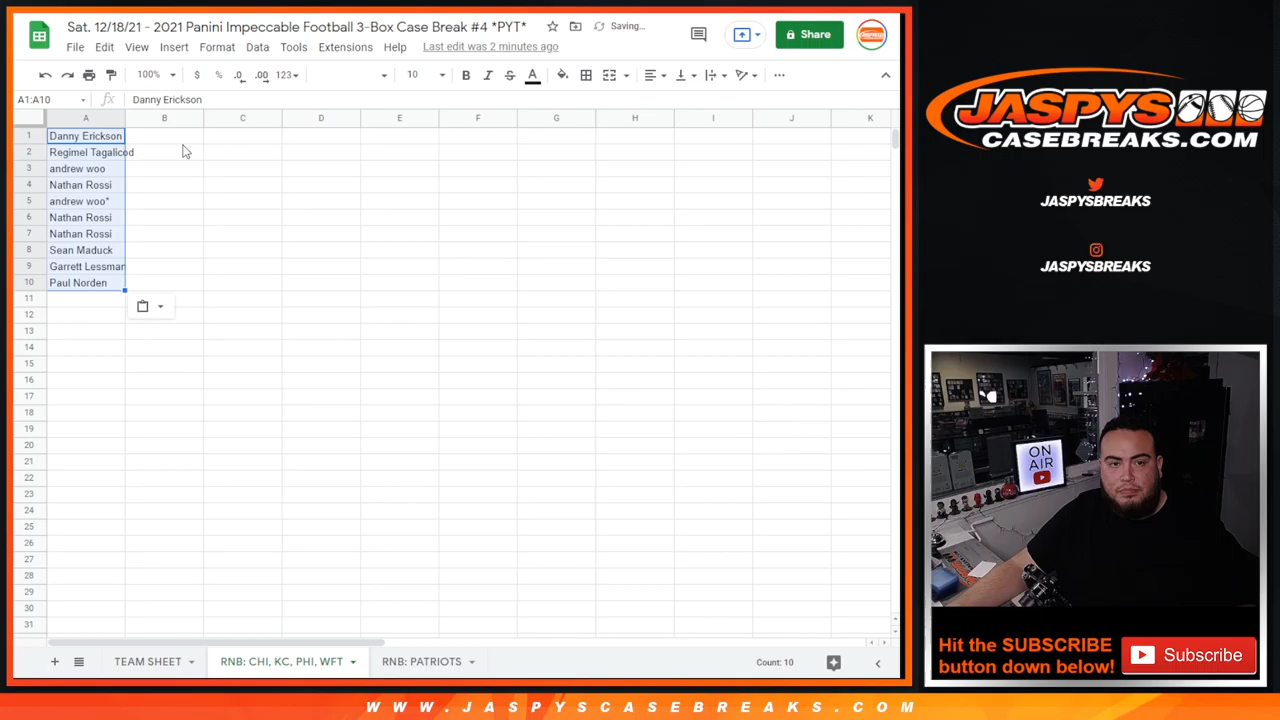 Sat. 12/18/21 - 2021 Panini Impeccable Football 3-Box Case Break #4 *PYT*
Saving...
Share
File Edit View Insert Format Data Tools Extensions Help Last edit was 2 minutes ago
100% $ % .0 .00 123 10 B I S A
A1:A10 fx Danny Erickson
A B C D E F G H I J K
1 Danny Erickson
2 Regimel Tagalicod
3 andrew woo
4 Nathan Rossi
5 andrew woo*
6 Nathan Rossi
7 Nathan Rossi
8 Sean Maduck
9 Garrett Lessman
10 Paul Norden
11
12
13
14
15
16
17
18
19
20
21
22
23
24
25
26
27
28
29
30
31
TEAM SHEET RNB: CHI, KC, PHI, WFT RNB: PATRIOTS Count: 10
JASPYS
CASEBREAKS.COM
JASPYSBREAKS
JASPYSBREAKS
ON
AIR
Hit the SUBSCRIBE
button down below!
Subscribe
WWW.JASPYSCASEBREAKS.COM